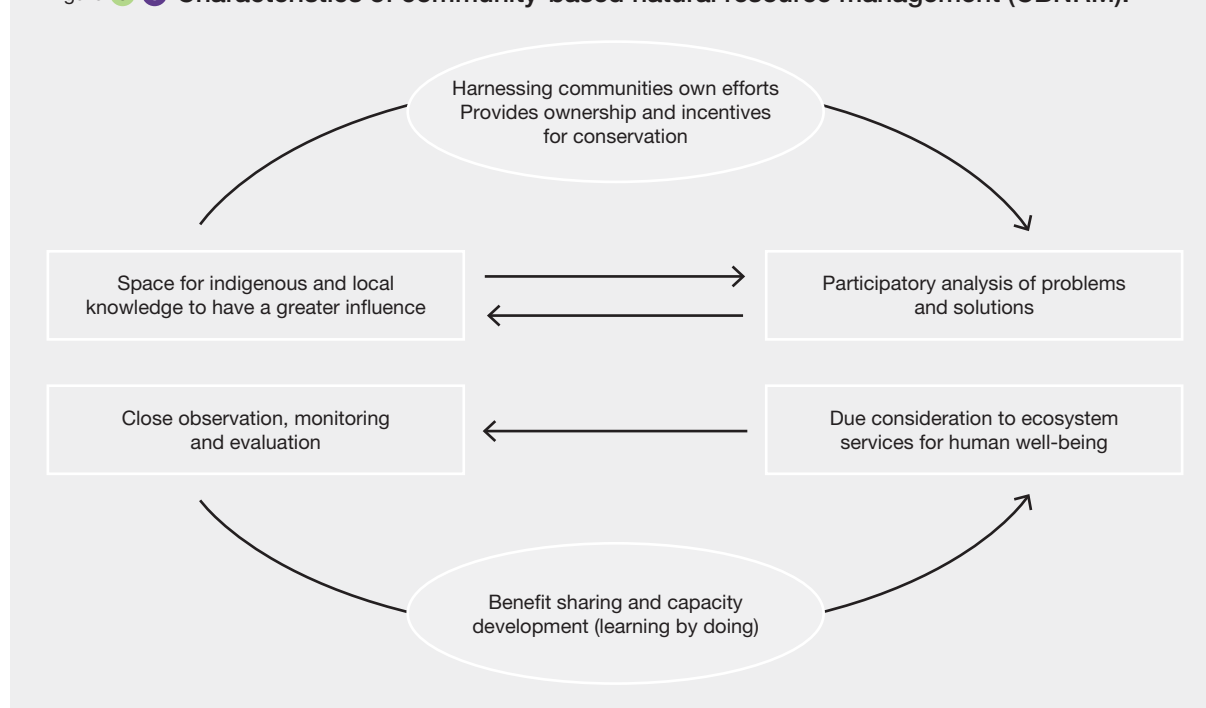 Characteristics of community-based natural resource management (CBNRM).
Harnessing communities own efforts
Provides ownership and incentives
for conservation
Space for indigenous and local
knowledge to have a greater influence
Participatory analysis of problems
and solutions
Close observation, monitoring
and evaluation
Due consideration to ecosystem
services for human well-being
Benefit sharing and capacity
development (learning by doing)